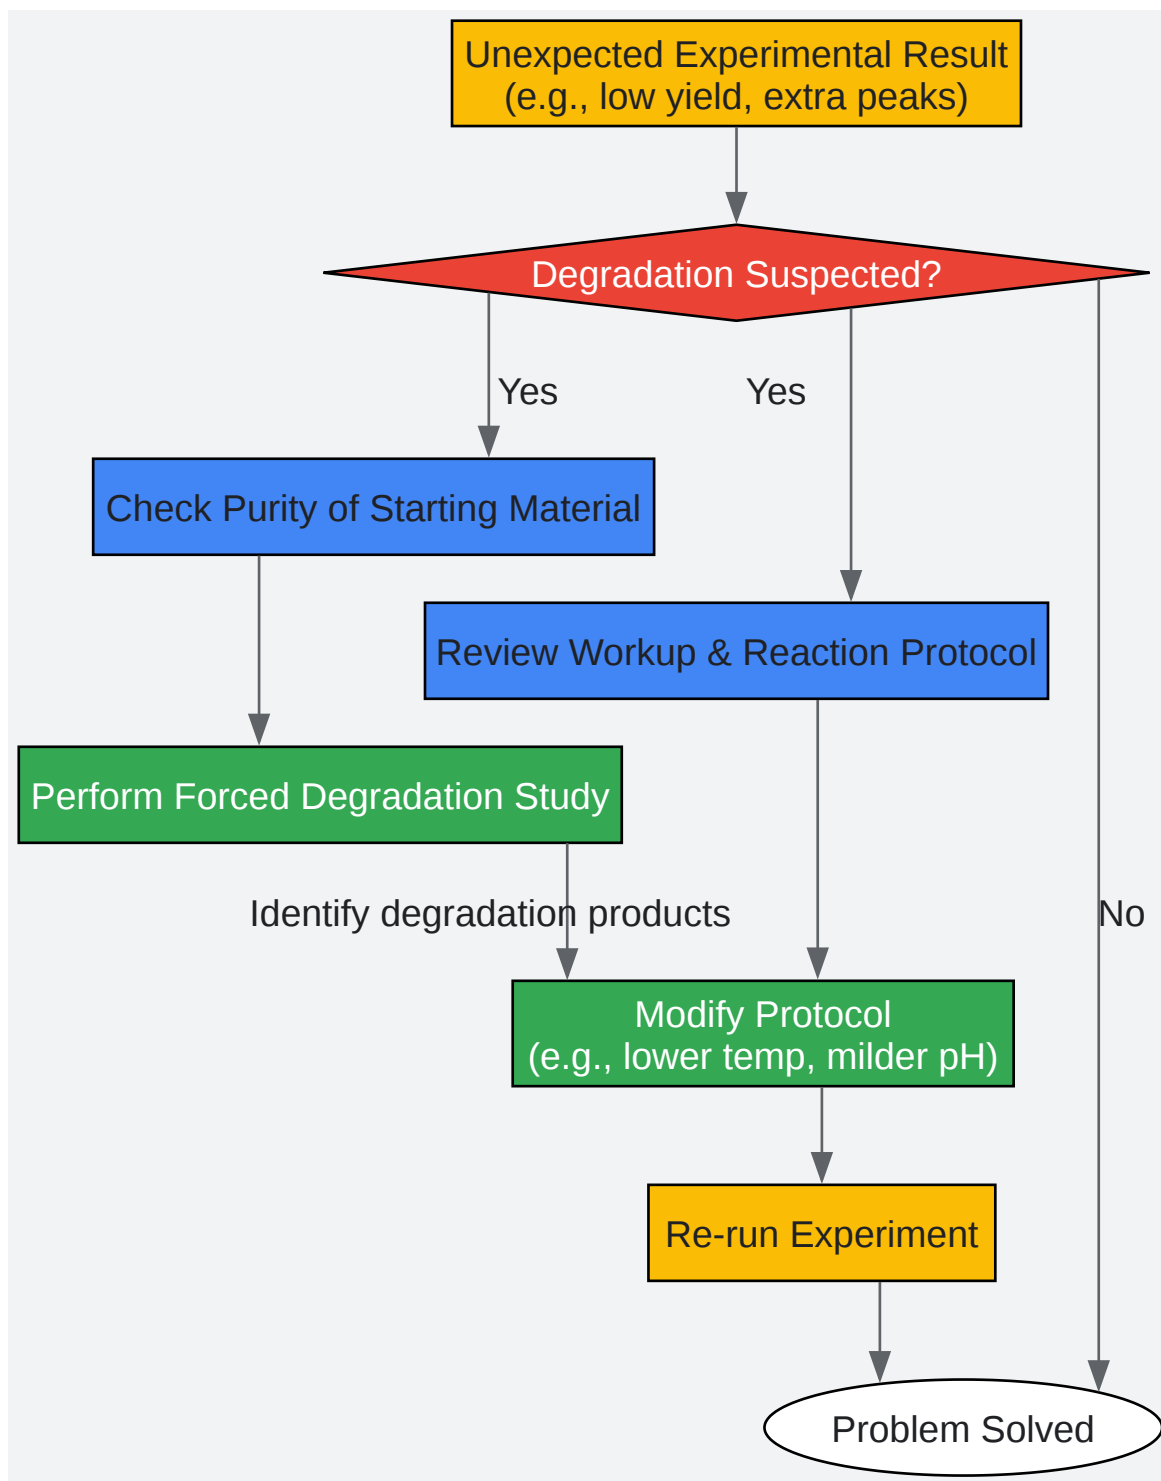 Unexpected Experimental Result
(e.g., low yield, extra peaks)
Degradation Suspected?
Yes
Yes
Check Purity of Starting Material
Review Workup & Reaction Protocol
Perform Forced Degradation Study
Identify degradation products
No
Modify Protocol
(e.g., lower temp, milder pH)
Re-run Experiment
Problem Solved